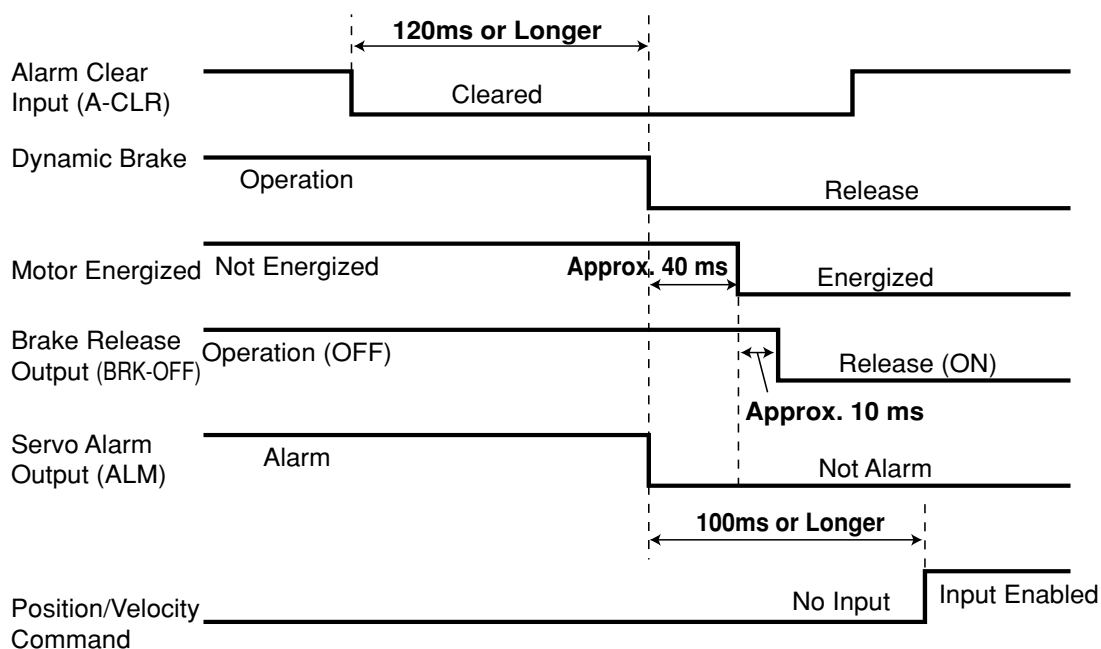 120ms or Longer
Alarm Clear
Input (A-CLR)
Cleared
Dynamic Brake
Operation
Release
Motor Energized
Not Energized
Approx. 40 ms
Energized
Brake Release
Output (BRK-OFF)
Operation (OFF)
Release (ON)
Approx. 10 ms
Servo Alarm
Output (ALM)
Alarm
Not Alarm
100ms or Longer
Position/Velocity
Command
No Input
Input Enabled